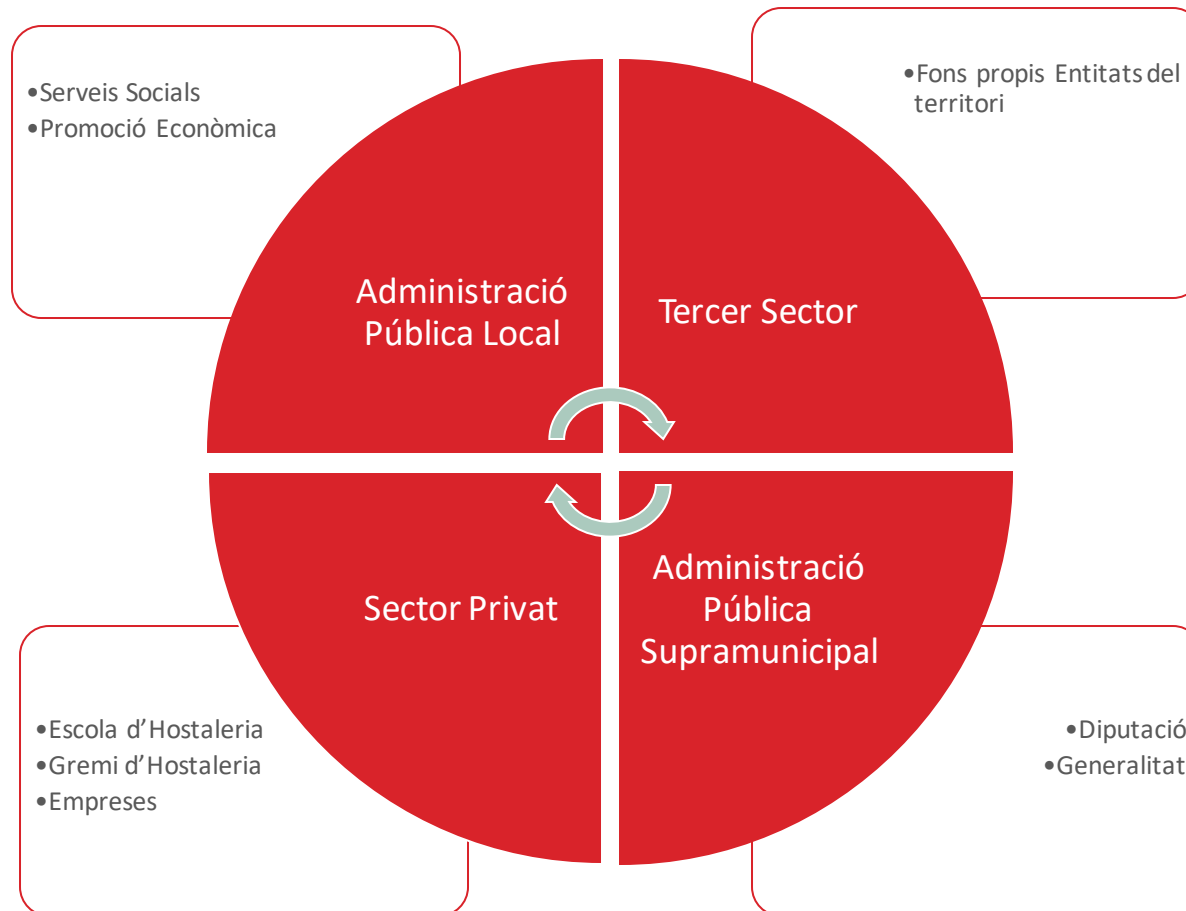 •Serveis Socials
•Promoció Econòmica
•Fons propis Entitats del
territori
Administració
Pública Local
Tercer Sector
Sector Privat
Administració
Pública
Supramunicipal
•Escola d’Hostaleria
•Gremi d’Hostaleria
•Empreses
•Diputació
•Generalitat